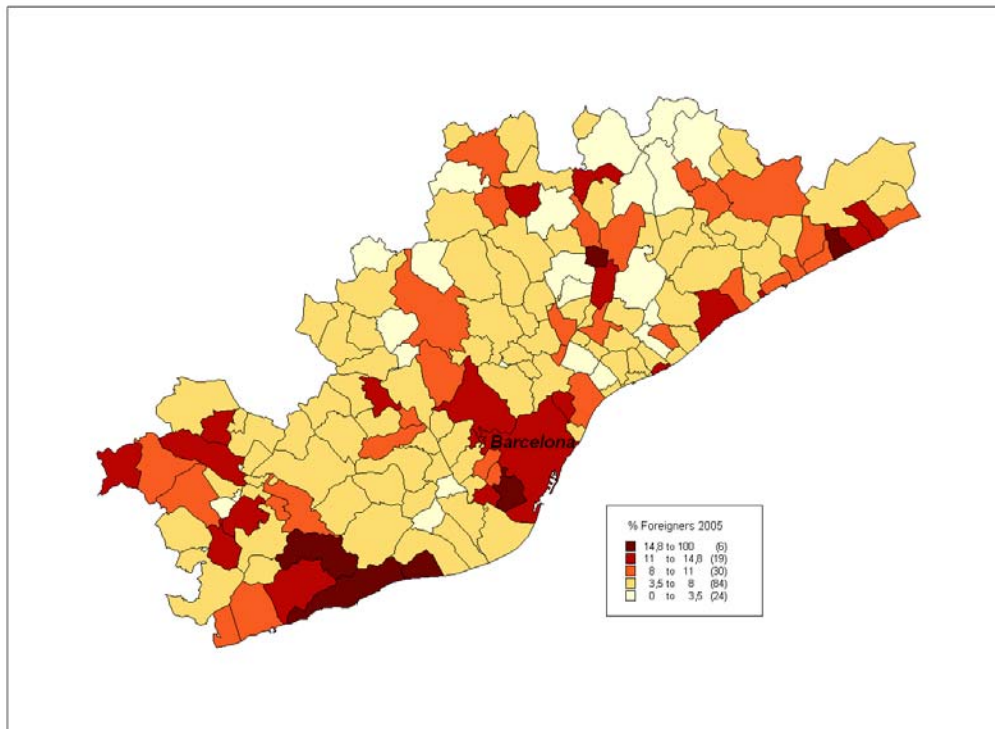 Barcelona
% Foreigners 2005
14,8 to 100 (6)
11 to 14,8 (19)
8 to 11 (30)
3,5 to 8 (84)
0 to 3,5 (24)